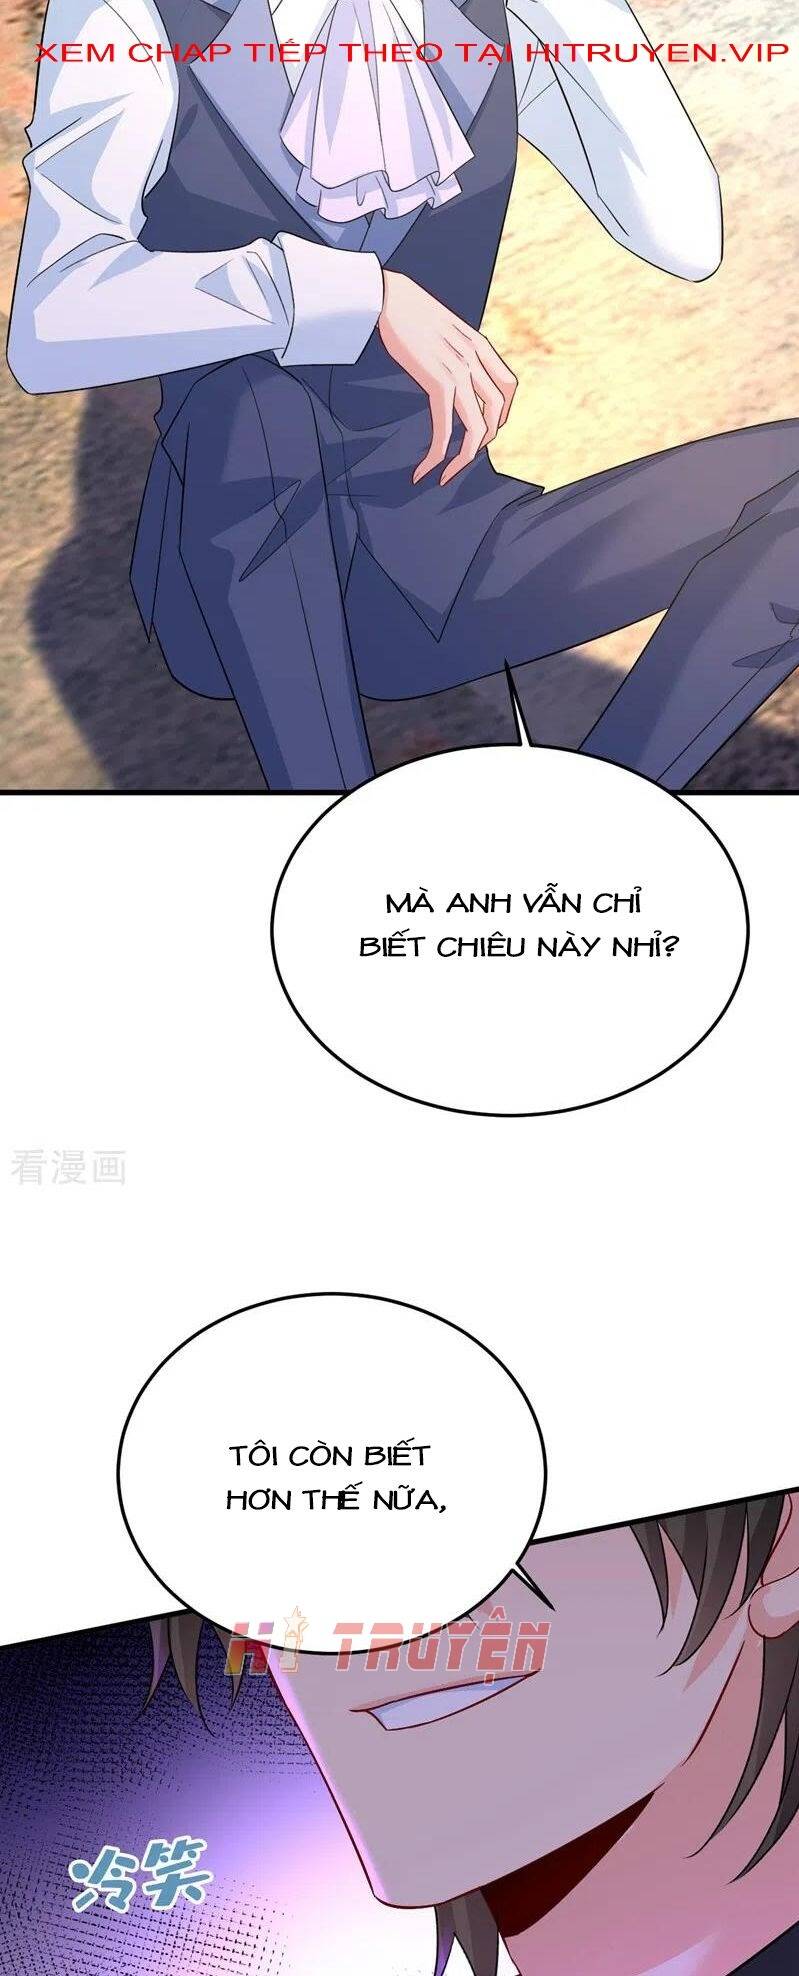 XEM CHAP TIẾP THEO TẠI HITRUYEN.VIP
MÀ ANH VẪN CHỈ
BIẾT CHIÊU NÀY NHỈ?
看漫画
TÔI CÒN BIẾT
HƠN THẾ NỮA,
HI TRUYỆN
冷笑